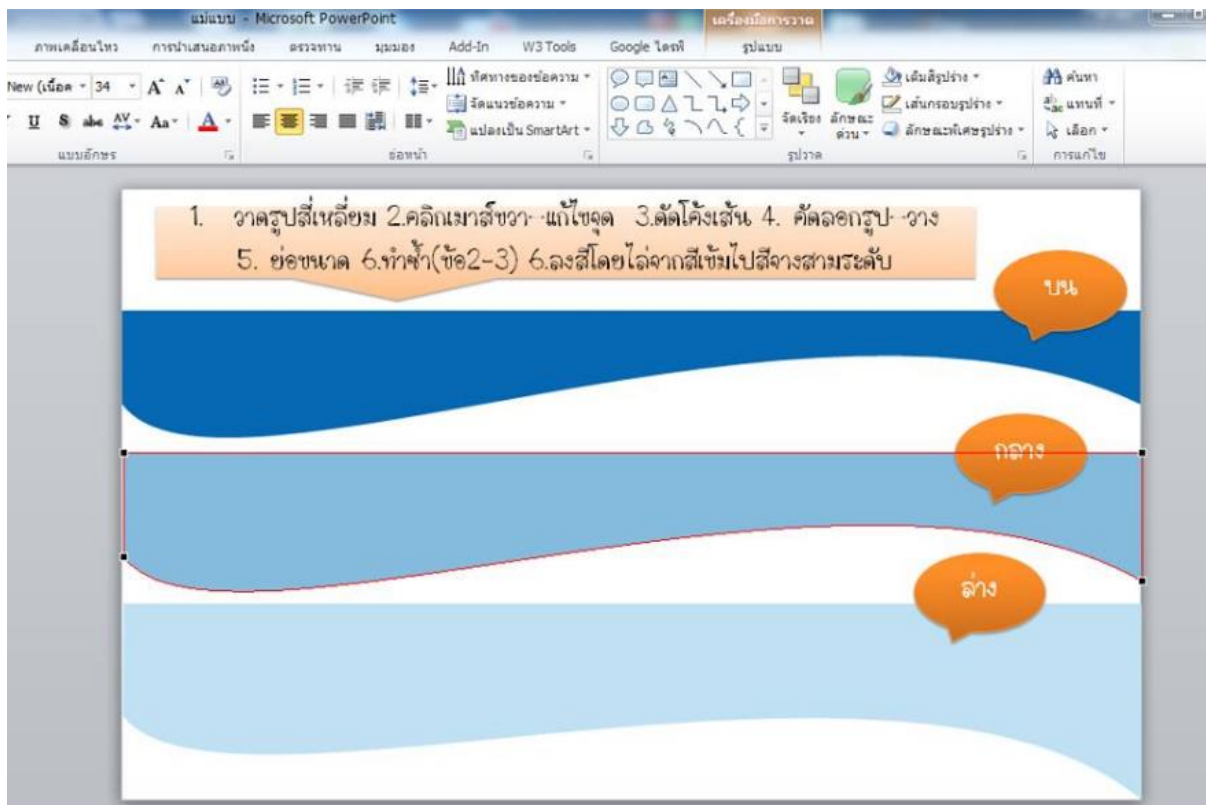 แม่แบบ - Microsoft PowerPoint
เครื่องมือการวาด
ภาพเคลื่อนไหว การนำเสนอภาพนิ่ง ตรวจทาน มุมมอง Add-In W3 Tools Google ไดรฟ์ รูปแบบ
New (เนื้อค 34
ทิศทางของข้อความ
จัดแนวข้อความ
แปลงเป็น SmartArt
จัดเรียง
ลักษณะด่วน
เติมสีรูปร่าง
เส้นกรอบรูปร่าง
ลักษณะพิเศษรูปร่าง
ค้นหา
แทนที่
เลือก
แบบอักษร ย่อหน้า รูปวาด การแก้ไข
1. วาดรูปสี่เหลี่ยม 2.คลิกเมาส์ขวา--แก้ไขจุด 3.ดัดโค้งเส้น 4. คัดลอกรูป--วาง
5. ย่อขนาด 6.ทำซ้ำ(ข้อ2-3) 6.ลงสีโดยไล่จากสีเข้มไปสีจางสามระดับ
บน
กลาง
ล่าง